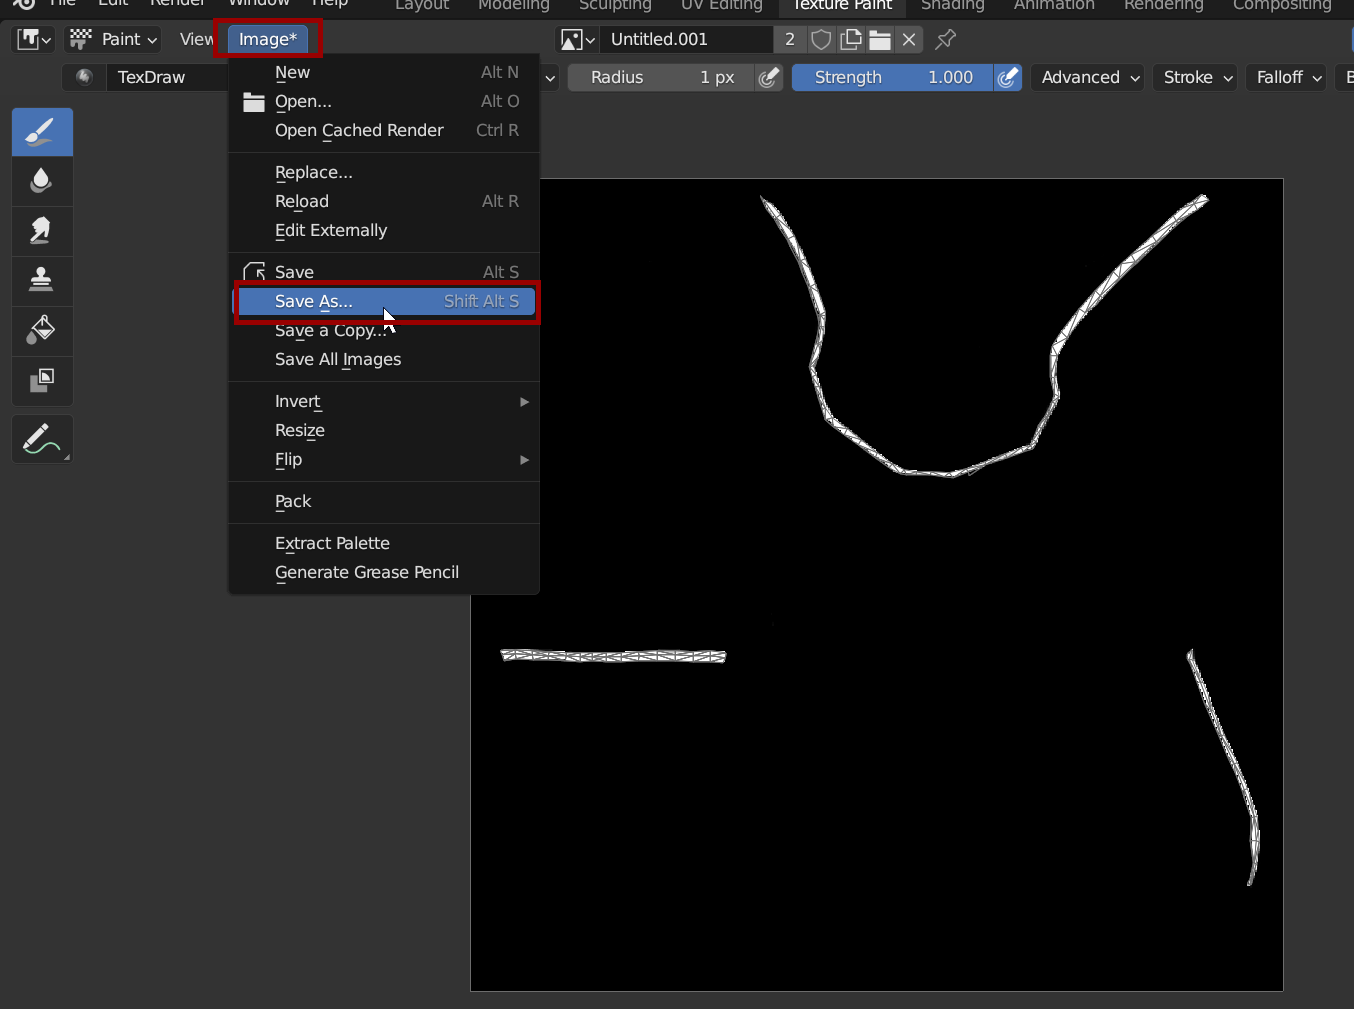 File Edit Render Window Help Layout Modeling Sculpting UV Editing Texture Paint Shading Animation Rendering Compositing
Paint View Image* Untitled.001 2
TexDraw Radius 1 px Strength 1.000 Advanced Stroke Falloff
New Alt N
Open... Alt O
Open Cached Render Ctrl R
Replace...
Reload Alt R
Edit Externally
Save Alt S
Save As... Shift Alt S
Save a Copy...
Save All Images
Invert
Resize
Flip
Pack
Extract Palette
Generate Grease Pencil